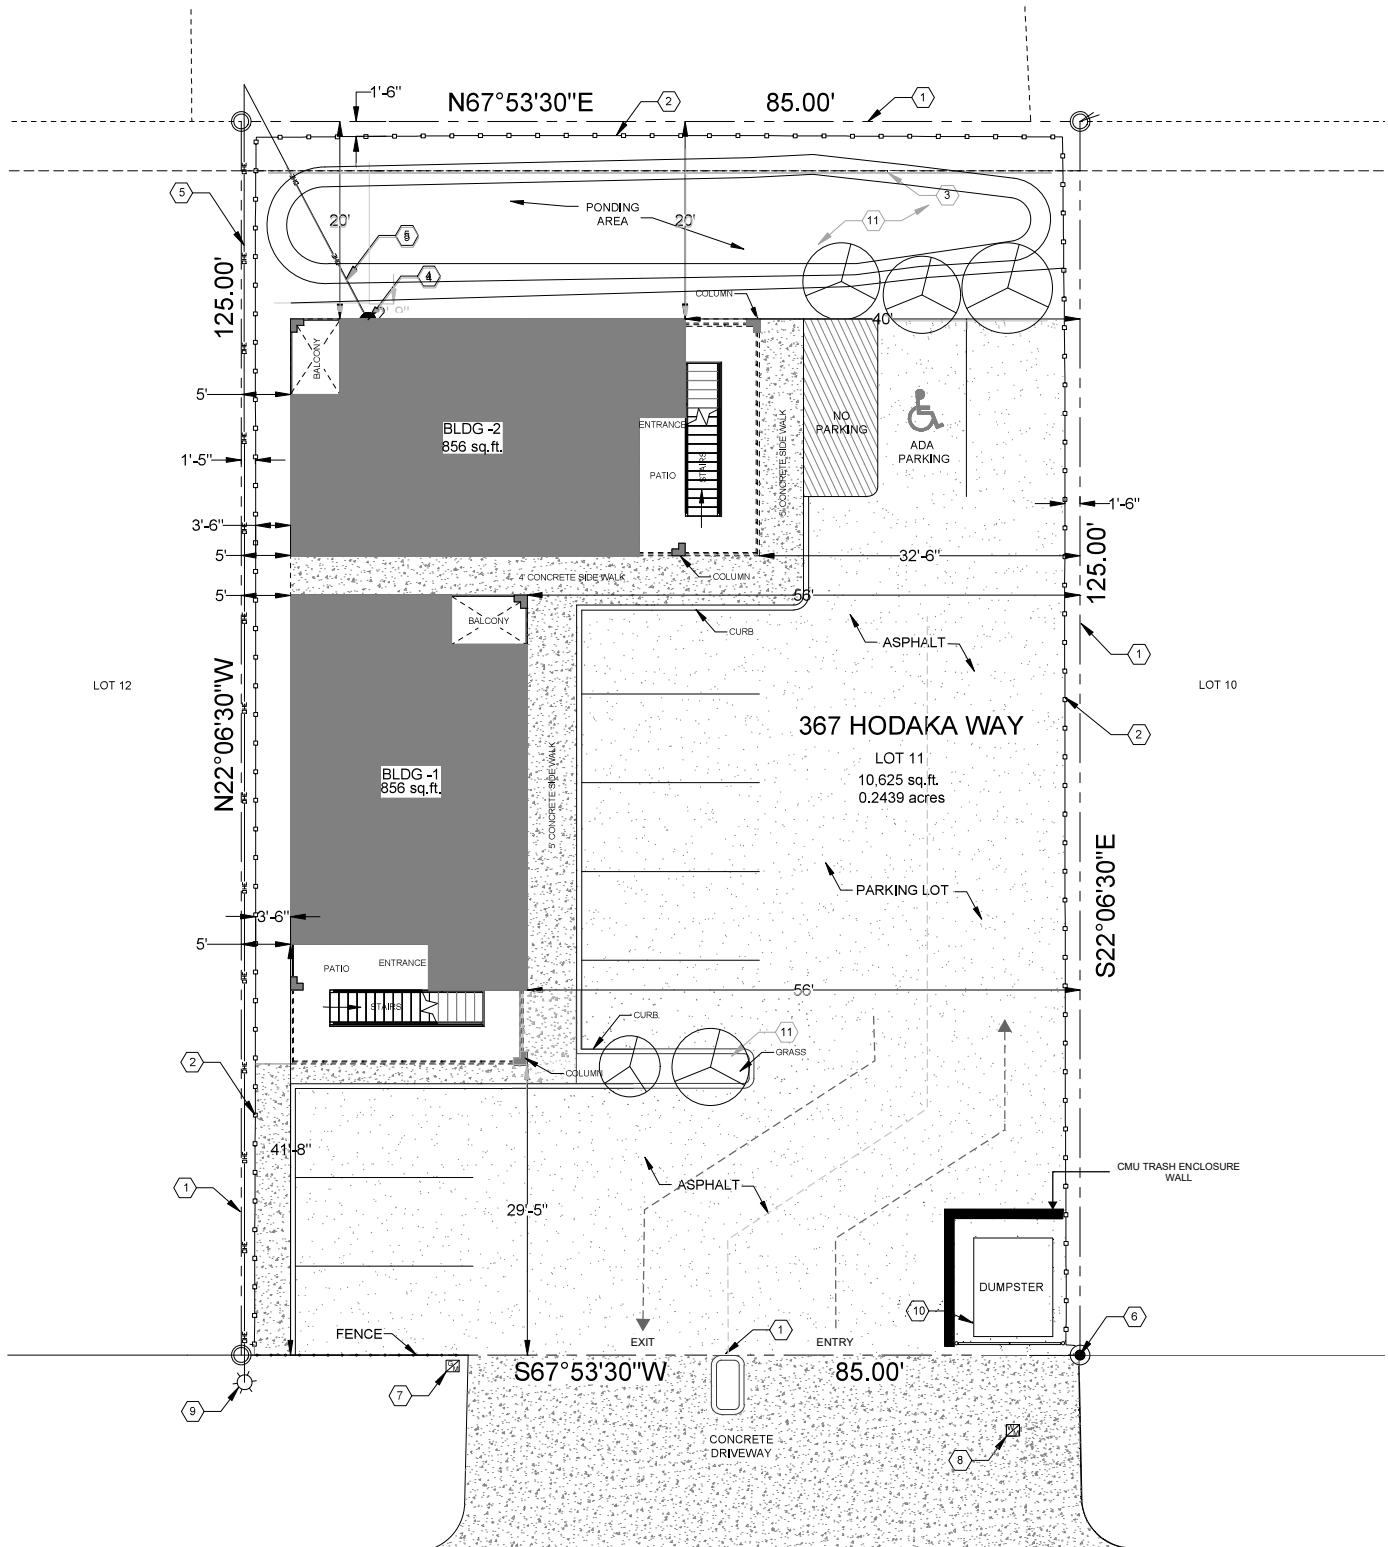 1'-6"
N67°53'30"E
2
85.00'
1
5
3
PONDING
AREA
11
20'
20'
125.00'
4
COLUMN
40'
BALCONY
5'
BLDG -2
856 sq.ft.
ENTRANCE
NO
PARKING
ADA
PARKING
1'-5"
PATIO
STAIRS
5' CONCRETE SIDE WALK
3'-6"
1'-6"
5'
32'-6"
125.00'
4' CONCRETE SIDE WALK
COLUMN
5'
56'
BALCONY
CURB
ASPHALT
1
LOT 12
LOT 10
N22°06'30"W
367 HODAKA WAY
2
LOT 11
10,625 sq.ft.
0.2439 acres
BLDG -1
856 sq.ft.
5' CONCRETE SIDE WALK
PARKING LOT
S22°06'30"E
3'-6"
5'
PATIO
ENTRANCE
56'
STAIRS
CURB
11
GRASS
2
COLUMN
41'-8"
ASPHALT
CMU TRASH ENCLOSURE
WALL
1
29'-5"
DUMPSTER
10
6
FENCE
EXIT
1
ENTRY
S67°53'30"W
85.00'
7
9
CONCRETE
DRIVEWAY
8